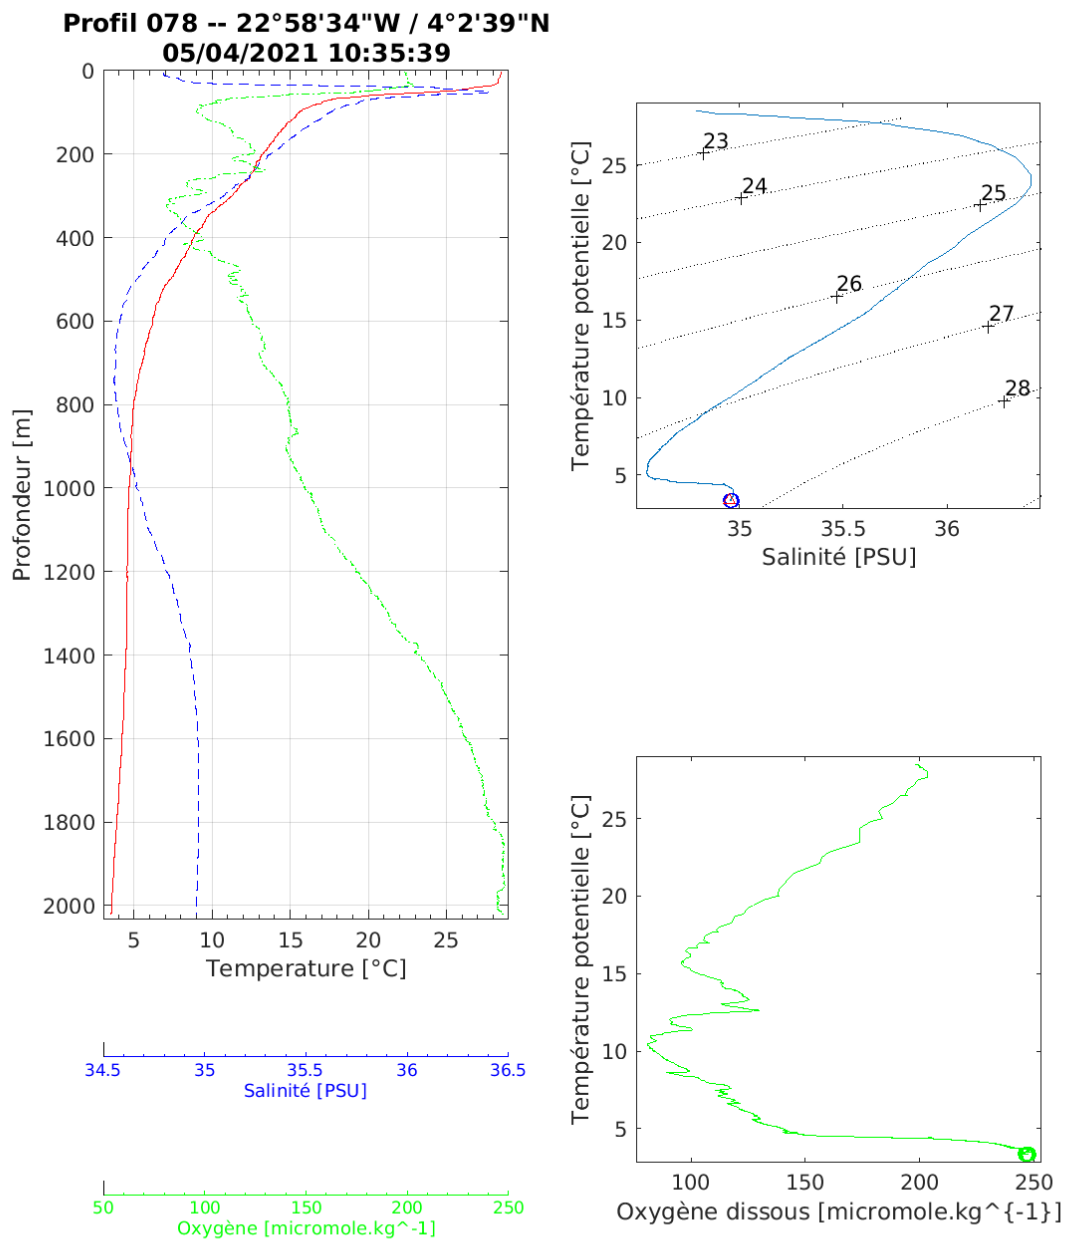 Profil 078 -- 22°58'34"W / 4°2'39"N
05/04/2021 10:35:39
0
200
400
600
800
1000
1200
1400
1600
1800
2000
Profondeur [m]
5 10 15 20 25
Temperature [°C]
34.5 35 35.5 36 36.5
Salinité [PSU]
50 100 150 200 250
Oxygène [micromole.kg^-1]
25
20
15
10
5
Température potentielle [°C]
23
24
25
26
27
28
35 35.5 36
Salinité [PSU]
25
20
15
10
5
Température potentielle [°C]
100 150 200 250
Oxygène dissous [micromole.kg^{-1}]